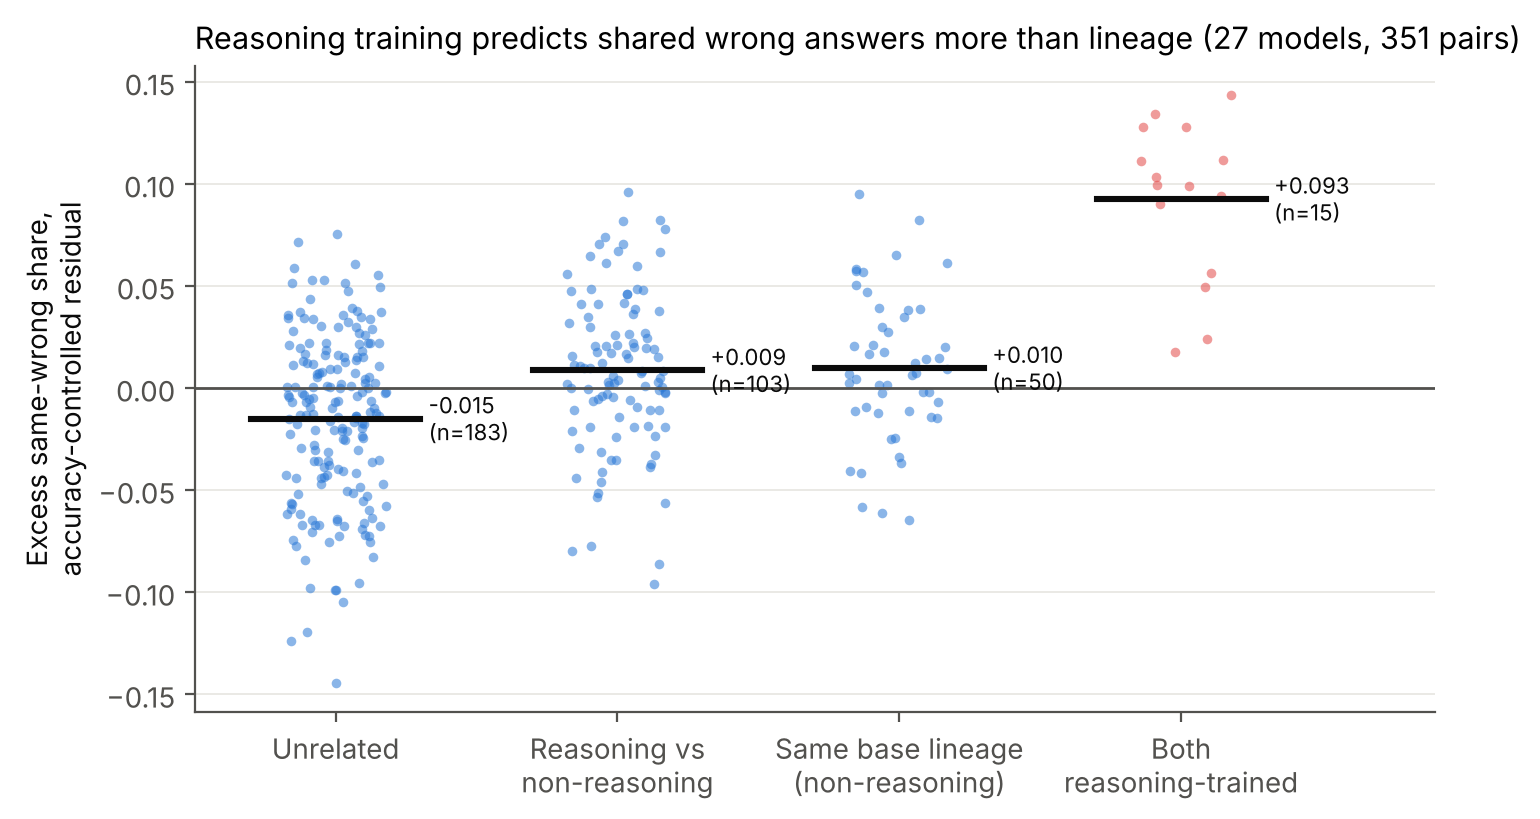 Reasoning training predicts shared wrong answers more than lineage (27 models, 351 pairs)
Excess same-wrong share,
accuracy-controlled residual
0.15
0.10
0.05
0.00
−0.05
−0.10
−0.15
-0.015
(n=183)
+0.009
(n=103)
+0.010
(n=50)
+0.093
(n=15)
Unrelated
Reasoning vs
non-reasoning
Same base lineage
(non-reasoning)
Both
reasoning-trained